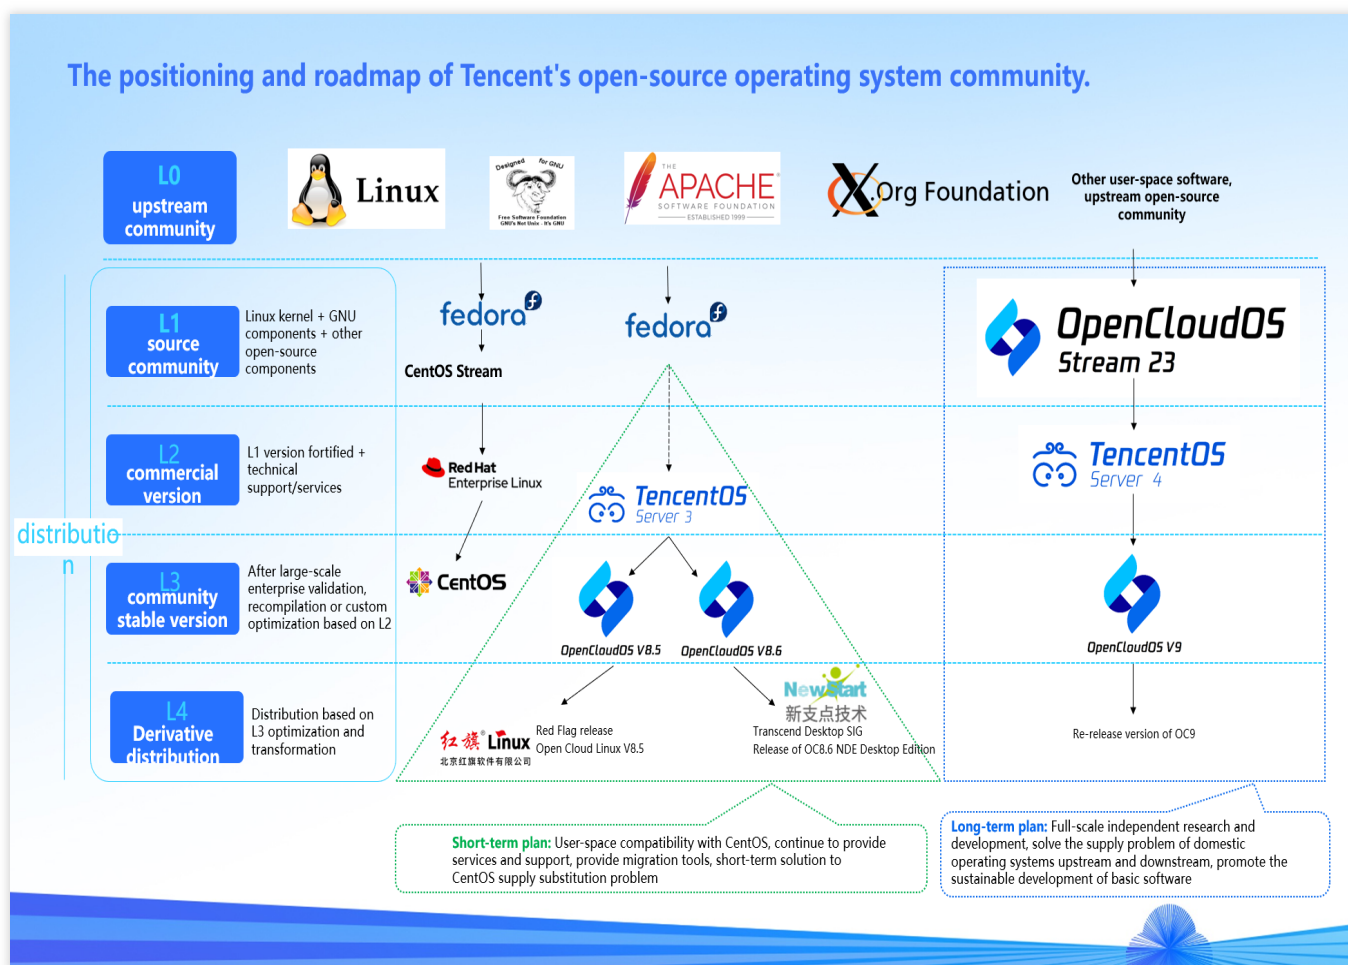 The positioning and roadmap of Tencent's open-source operating system community.
L0
upstream
community
Linux
Designed for GNU
Free Software Foundation
GNU's Not Unix - It's GNU
THE
APACHE
SOFTWARE FOUNDATION
ESTABLISHED 1999
X.Org Foundation
Other user-space software,
upstream open-source
community
distributio
n
L1
source
community
Linux kernel + GNU
components + other
open-source
components
fedora
CentOS Stream
fedora
OpenCloudOS
Stream 23
L2
commercial
version
L1 version fortified +
technical
support/services
Red Hat
Enterprise Linux
TencentOS
Server 3
TencentOS
Server 4
L3
community
stable version
After large-scale
enterprise validation,
recompilation or custom
optimization based on L2
CentOS
OpenCloudOS V8.5
OpenCloudOS V8.6
OpenCloudOS V9
L4
Derivative
distribution
Distribution based on
L3 optimization and
transformation
红旗® Linux
北京红旗软件有限公司
Red Flag release
Open Cloud Linux V8.5
NewStart
新支点技术
Transcend Desktop SIG
Release of OC8.6 NDE Desktop Edition
Re-release version of OC9
Short-term plan: User-space compatibility with CentOS, continue to provide
services and support, provide migration tools, short-term solution to
CentOS supply substitution problem
Long-term plan: Full-scale independent research and
development, solve the supply problem of domestic
operating systems upstream and downstream, promote the
sustainable development of basic software